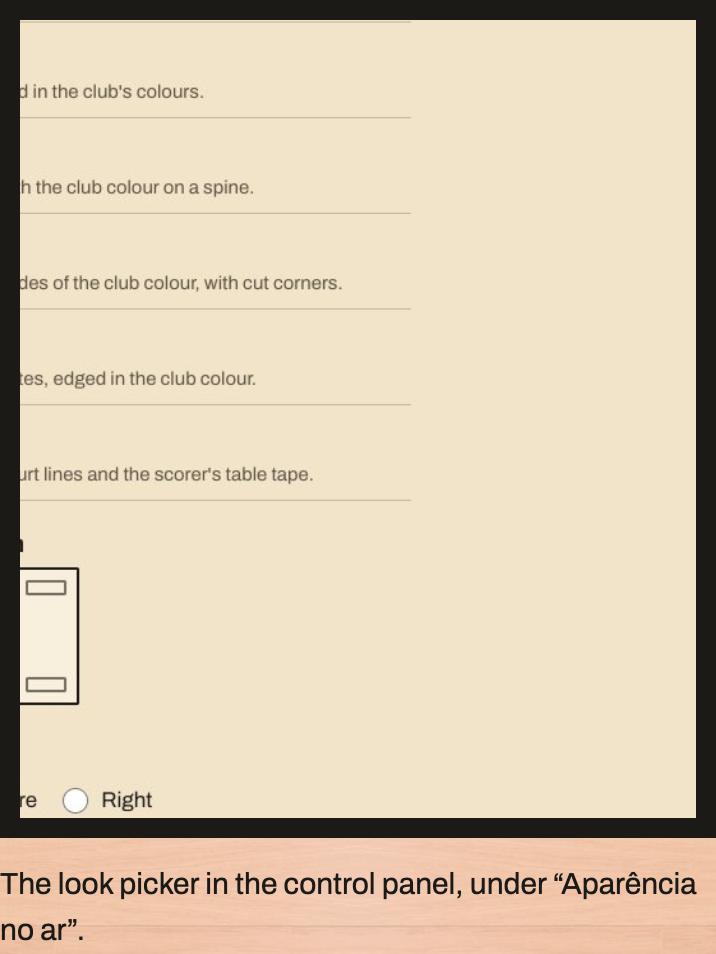 d in the club's colours.
h the club colour on a spine.
des of the club colour, with cut corners.
tes, edged in the club colour.
urt lines and the scorer's table tape.
re Right
The look picker in the control panel, under “Aparência
no ar”.